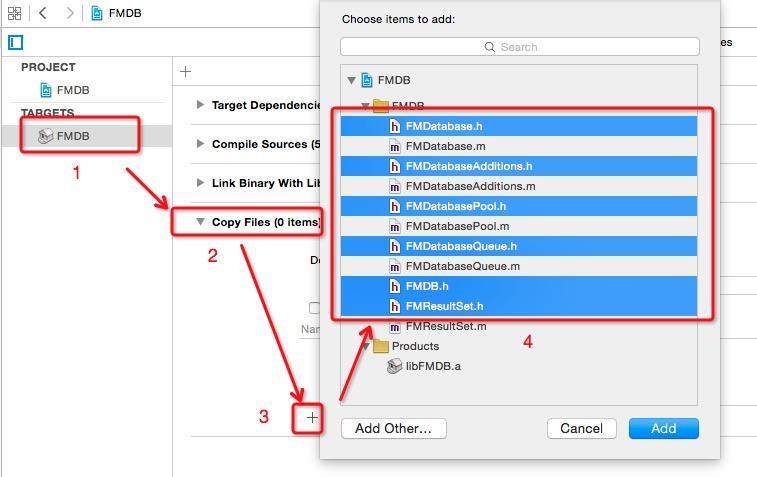 FMDB
Choose items to add:
Search
es
PROJECT
FMDB
TARGETS
FMDB
1
Target Dependencie
Compile Sources (5
Link Binary With Lib
Copy Files (0 items)
2
De
Nam
3
FMDB
FMDB
FMDatabase.h
FMDatabase.m
FMDatabaseAdditions.h
FMDatabaseAdditions.m
FMDatabasePool.h
FMDatabasePool.m
FMDatabaseQueue.h
FMDatabaseQueue.m
FMDB.h
FMResultSet.h
FMResultSet.m
4
Products
libFMDB.a
Add Other...
Cancel
Add